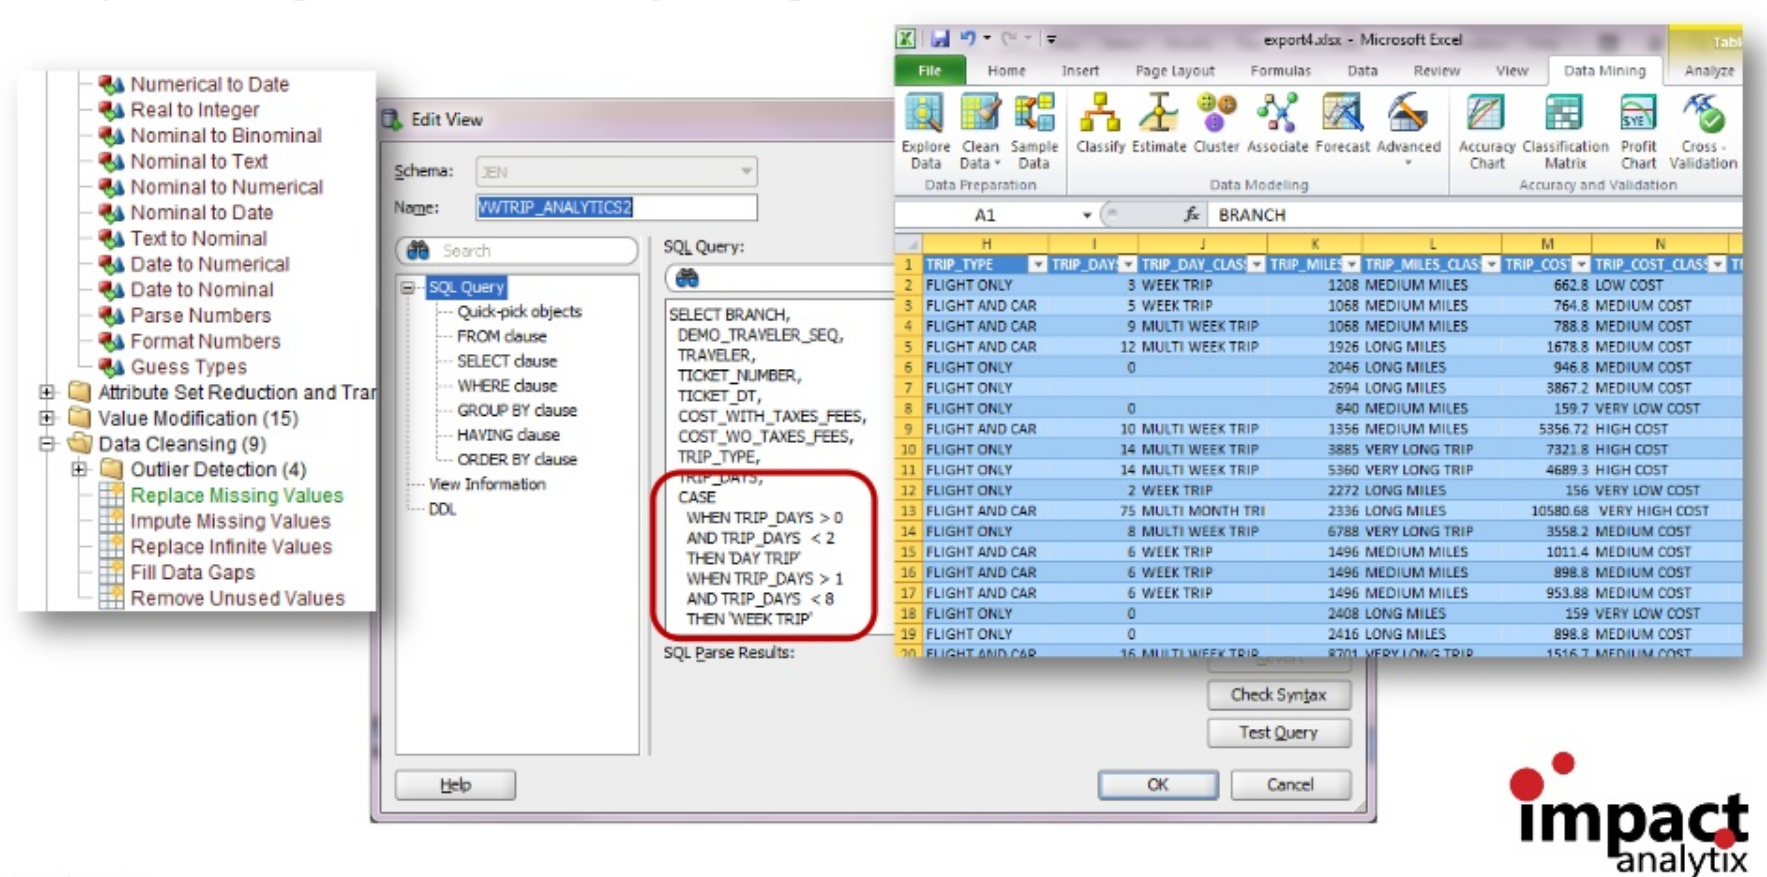 Numerical to Date
Real to Integer
Nominal to Binominal
Nominal to Text
Nominal to Numerical
Nominal to Date
Text to Nominal
Date to Numerical
Date to Nominal
Parse Numbers
Format Numbers
Guess Types
Attribute Set Reduction and Trar
Value Modification (15)
Data Cleansing (9)
Outlier Detection (4)
Replace Missing Values
Impute Missing Values
Replace Infinite Values
Fill Data Gaps
Remove Unused Values
Edit View
Schema: JEN
Name: VWTRIP_ANALYTICS2
Search
SQL Query
Quick-pick objects
FROM clause
SELECT clause
WHERE clause
GROUP BY clause
HAVING clause
ORDER BY clause
View Information
DDL
SQL Query:
SELECT BRANCH,
DEMO_TRAVELER_SEQ,
TRAVELER,
TICKET_NUMBER,
TICKET_DT,
COST_WITH_TAXES_FEES,
COST_WO_TAXES_FEES,
TRIP_TYPE,
TRIP_DAYS,
CASE
WHEN TRIP_DAYS > 0
AND TRIP_DAYS < 2
THEN 'DAY TRIP'
WHEN TRIP_DAYS > 1
AND TRIP_DAYS < 8
THEN 'WEEK TRIP'
SQL Parse Results:
Revert
Check Syntax
Test Query
Help
OK Cancel
export4.xlsx - Microsoft Excel Tabl
File Home Insert Page Layout Formulas Data Review View Data Mining Analyze
Explore Data Clean Data Sample Data Classify Estimate Cluster Associate Forecast Advanced Accuracy Chart Classification Matrix Profit Chart Cross - Validation
Data Preparation Data Modeling Accuracy and Validation
A1 fx BRANCH
H I J K L M N
1 TRIP_TYPE TRIP_DAYS TRIP_DAY_CLASS TRIP_MILES TRIP_MILES_CLASS TRIP_COST TRIP_COST_CLASS
2 FLIGHT ONLY 3 WEEK TRIP 1208 MEDIUM MILES 662.8 LOW COST
3 FLIGHT AND CAR 5 WEEK TRIP 1068 MEDIUM MILES 764.8 MEDIUM COST
4 FLIGHT AND CAR 9 MULTI WEEK TRIP 1068 MEDIUM MILES 788.8 MEDIUM COST
5 FLIGHT AND CAR 12 MULTI WEEK TRIP 1926 LONG MILES 1678.8 MEDIUM COST
6 FLIGHT ONLY 0 2046 LONG MILES 946.8 MEDIUM COST
7 FLIGHT ONLY 2694 LONG MILES 3867.2 MEDIUM COST
8 FLIGHT ONLY 0 840 MEDIUM MILES 159.7 VERY LOW COST
9 FLIGHT AND CAR 10 MULTI WEEK TRIP 1356 MEDIUM MILES 5356.72 HIGH COST
10 FLIGHT ONLY 14 MULTI WEEK TRIP 3885 VERY LONG TRIP 7321.8 HIGH COST
11 FLIGHT ONLY 14 MULTI WEEK TRIP 5360 VERY LONG TRIP 4689.3 HIGH COST
12 FLIGHT ONLY 2 WEEK TRIP 2272 LONG MILES 156 VERY LOW COST
13 FLIGHT AND CAR 75 MULTI MONTH TRI 2336 LONG MILES 10580.68 VERY HIGH COST
14 FLIGHT ONLY 8 MULTI WEEK TRIP 6788 VERY LONG TRIP 3558.2 MEDIUM COST
15 FLIGHT AND CAR 6 WEEK TRIP 1496 MEDIUM MILES 1011.4 MEDIUM COST
16 FLIGHT AND CAR 6 WEEK TRIP 1496 MEDIUM MILES 898.8 MEDIUM COST
17 FLIGHT AND CAR 6 WEEK TRIP 1496 MEDIUM MILES 953.88 MEDIUM COST
18 FLIGHT ONLY 0 2408 LONG MILES 159 VERY LOW COST
19 FLIGHT ONLY 0 2416 LONG MILES 898.8 MEDIUM COST
20 FLIGHT AND CAR 16 MULTI WEEK TRIP 8701 VERY LONG TRIP 1516.7 MEDIUM COST
impact
analytix